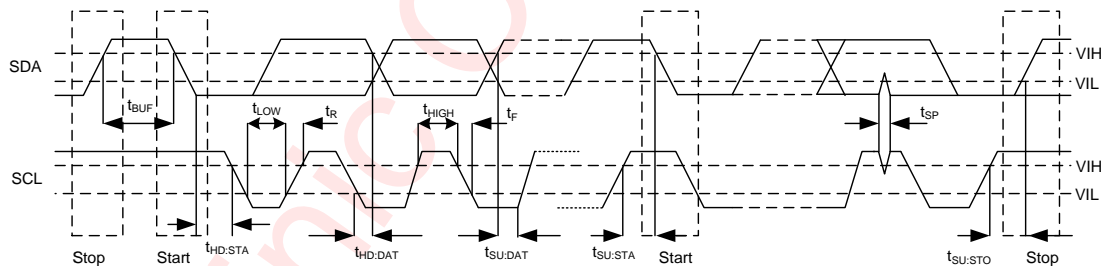 SDA
VIH
VIL
tBUF
tLOW
tR
tHIGH
tF
tSP
SCL
VIH
VIL
tHD:STA
tHD:DAT
tSU:DAT
tSU:STA
tSU:STO
Stop
Start
Start
Stop